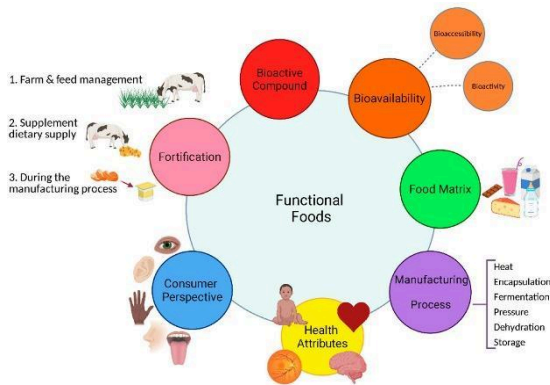 Bioaccessibility
Bioactive
Compound
Bioavailability
Bioactivity
1. Farm & feed management
2. Supplement
dietary supply
3. During the
manufacturing process
Fortification
Functional
Foods
Food Matrix
Consumer
Perspective
Manufacturing
Process
Heat
Encapsulation
Fermentation
Pressure
Dehydration
Storage
Health
Attributes